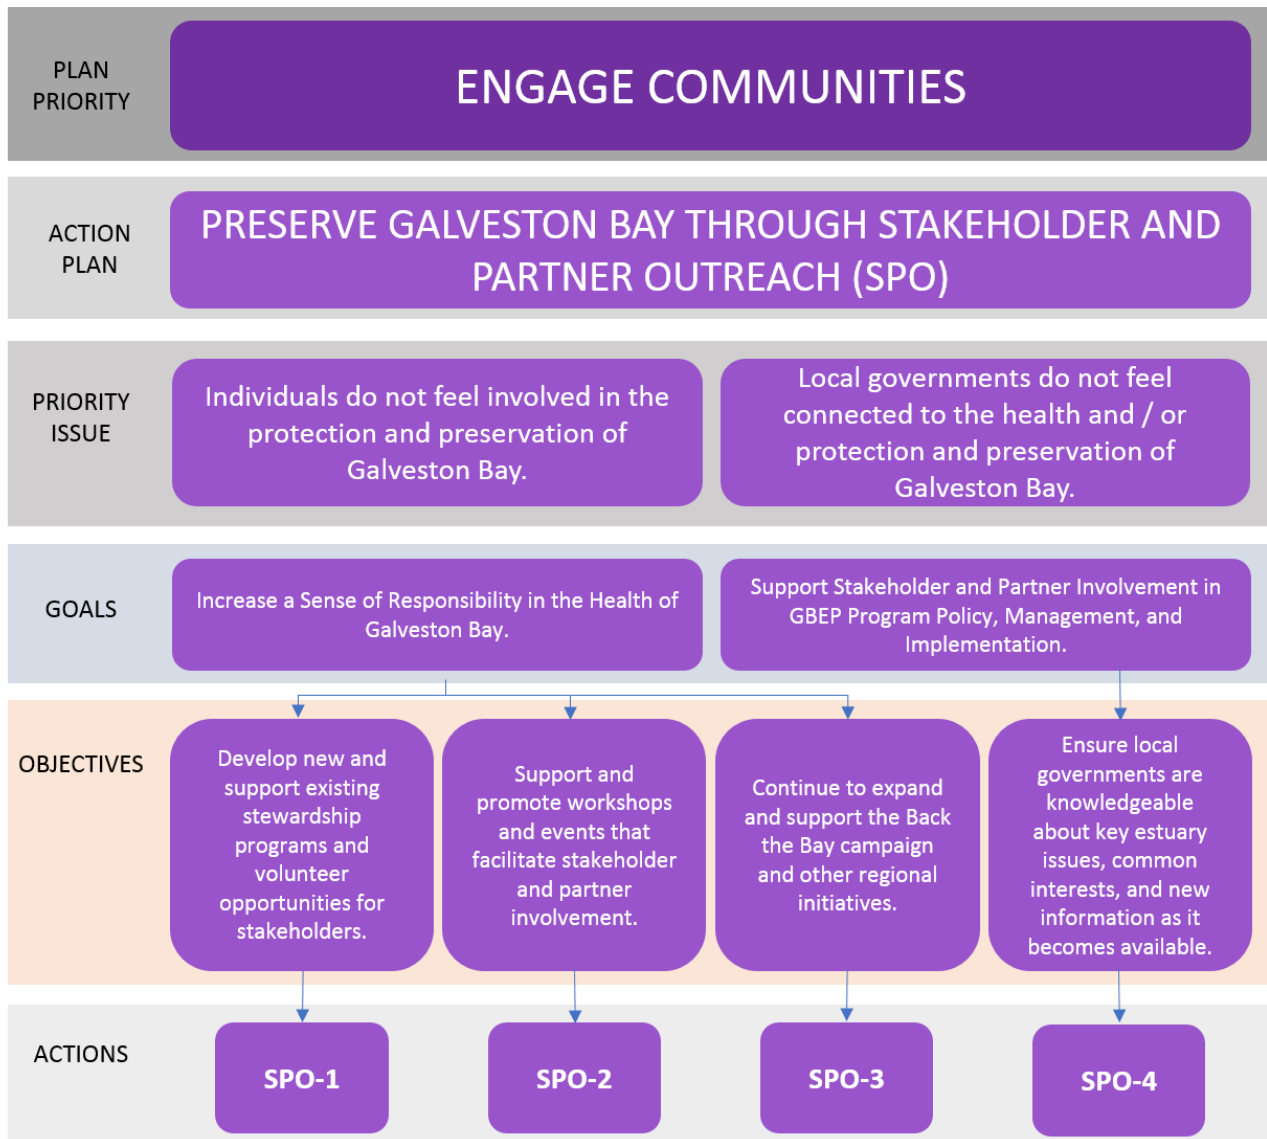 PLAN
PRIORITY
ENGAGE COMMUNITIES
ACTION
PLAN
PRESERVE GALVESTON BAY THROUGH STAKEHOLDER AND
PARTNER OUTREACH (SPO)
PRIORITY
ISSUE
Individuals do not feel involved in the
protection and preservation of
Galveston Bay.
Local governments do not feel
connected to the health and / or
protection and preservation of
Galveston Bay.
GOALS
Increase a Sense of Responsibility in the Health of
Galveston Bay.
Support Stakeholder and Partner Involvement in
GBEP Program Policy, Management, and
Implementation.
OBJECTIVES
Develop new and
support existing
stewardship
programs and
volunteer
opportunities for
stakeholders.
Support and
promote workshops
and events that
facilitate stakeholder
and partner
involvement.
Continue to expand
and support the Back
the Bay campaign
and other regional
initiatives.
Ensure local
governments are
knowledgeable
about key estuary
issues, common
interests, and new
information as it
becomes available.
ACTIONS
SPO-1
SPO-2
SPO-3
SPO-4